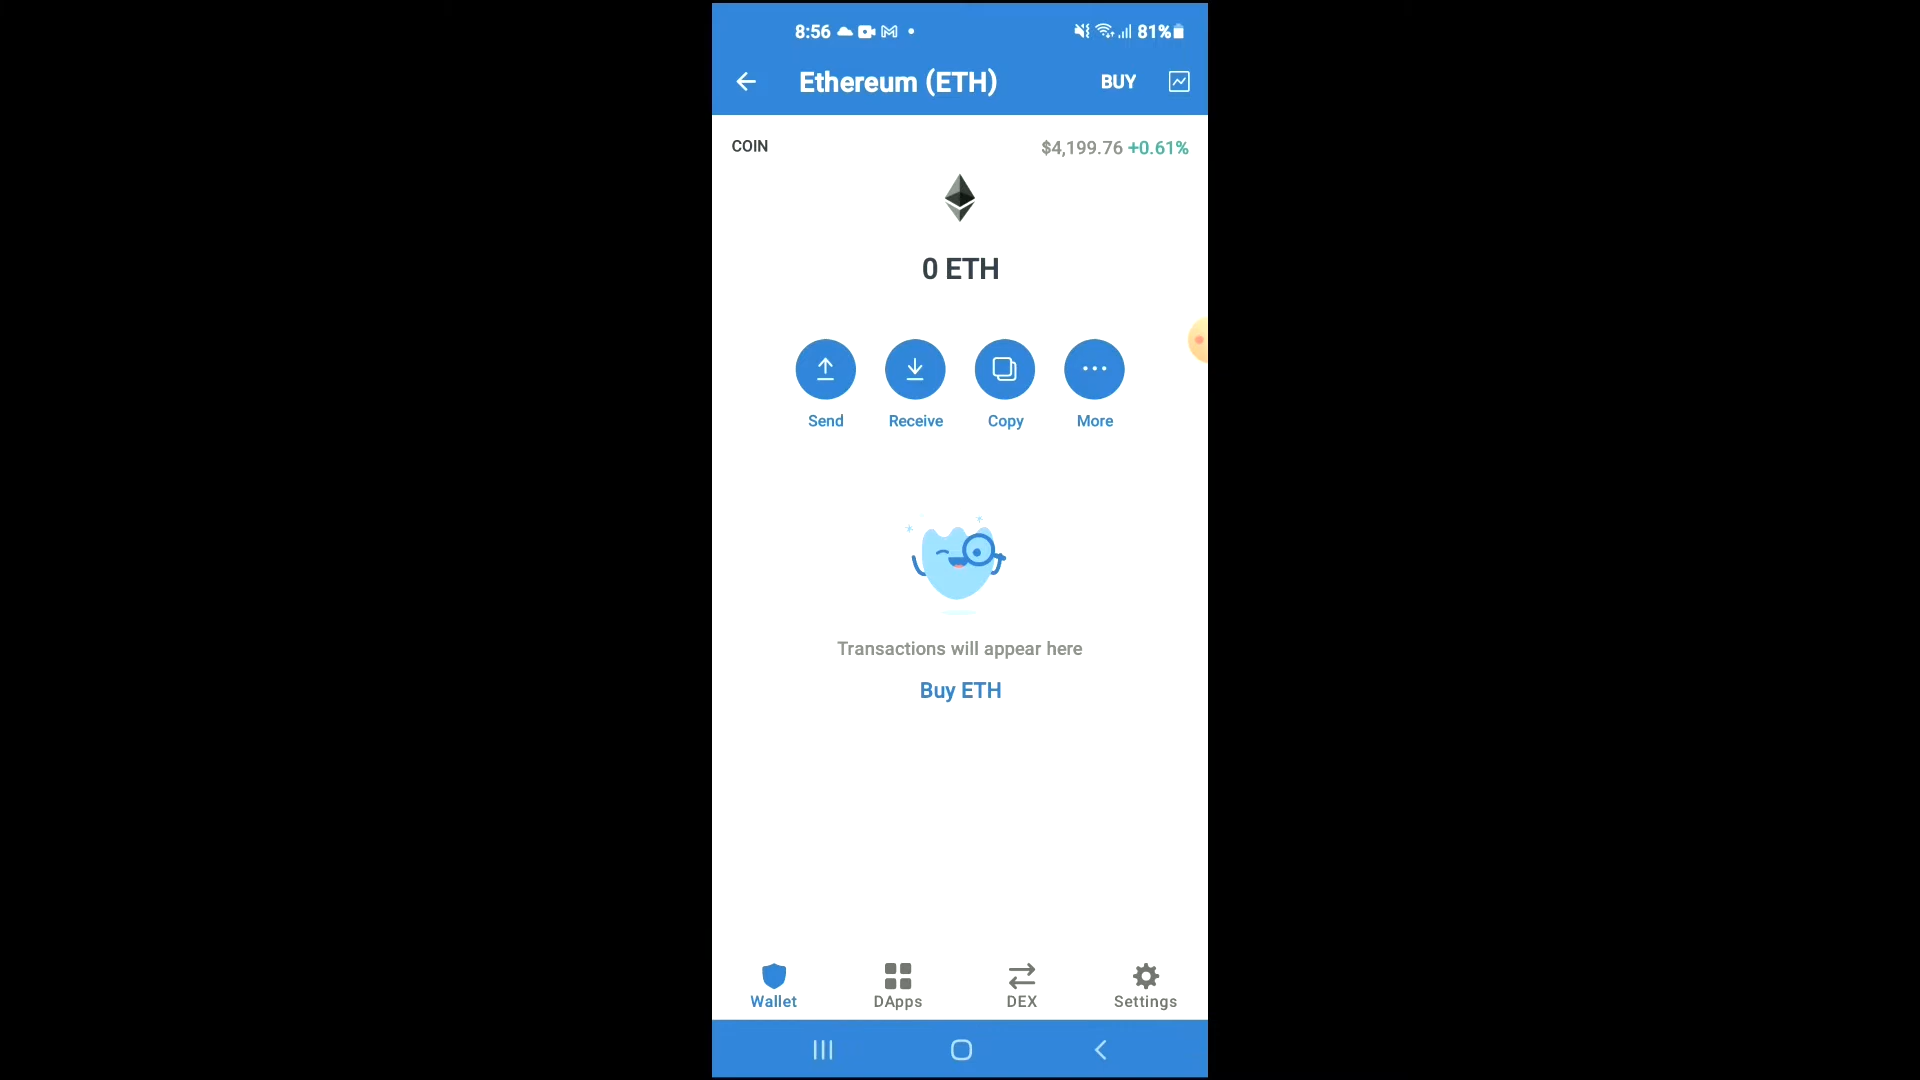 8:56 81%
Ethereum (ETH) BUY
COIN $4,199.76 +0.61%
0 ETH
Send Receive Copy More
Transactions will appear here
Buy ETH
Wallet DApps DEX Settings